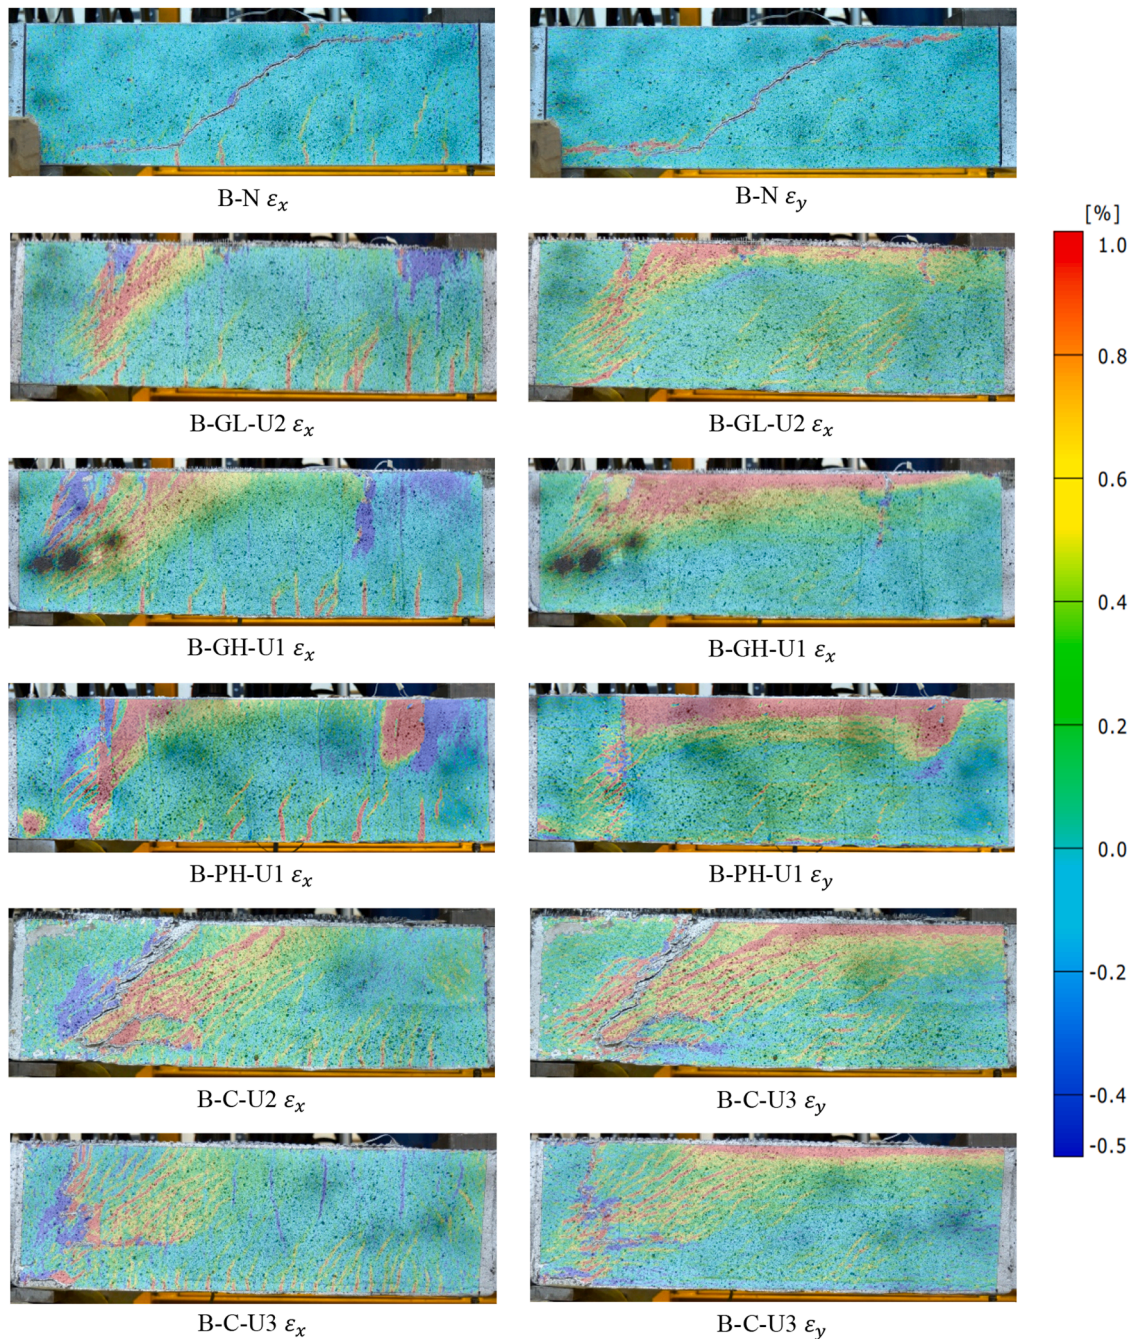 B-N εx
B-N εy
[%]
1.0
0.8
0.6
0.4
0.2
0.0
-0.2
-0.4
-0.5
B-GL-U2 εx
B-GL-U2 εx
B-GH-U1 εx
B-GH-U1 εx
B-PH-U1 εx
B-PH-U1 εy
B-C-U2 εx
B-C-U3 εy
B-C-U3 εx
B-C-U3 εy